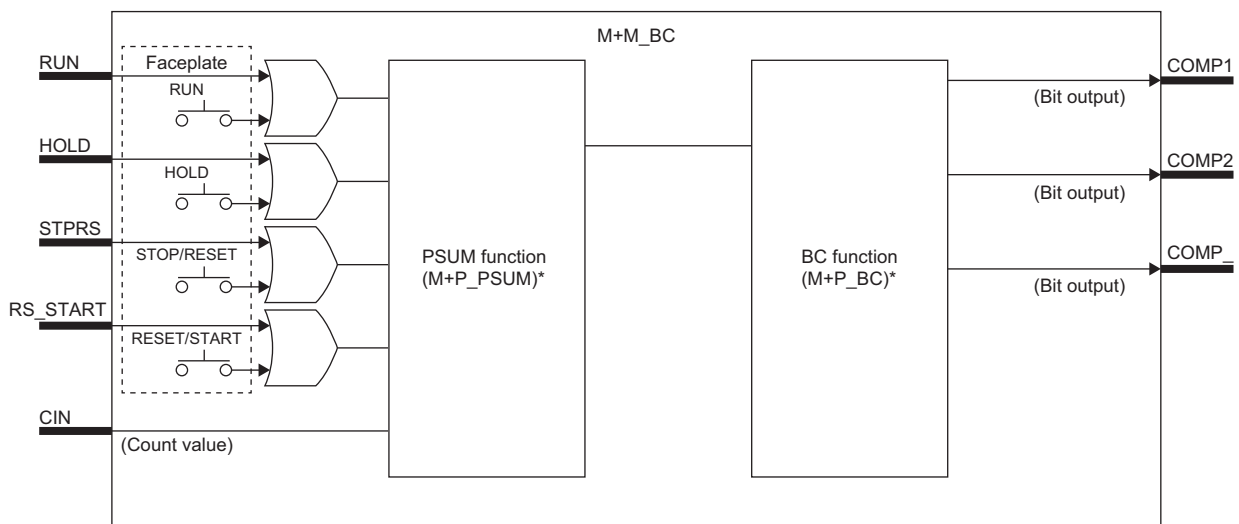 M+M_BC
RUN
Faceplate
RUN
COMP1
(Bit output)
HOLD
HOLD
COMP2
(Bit output)
STPRS
STOP/RESET
PSUM function
(M+P_PSUM)*
BC function
(M+P_BC)*
COMP_
(Bit output)
RS_START
RESET/START
CIN
(Count value)